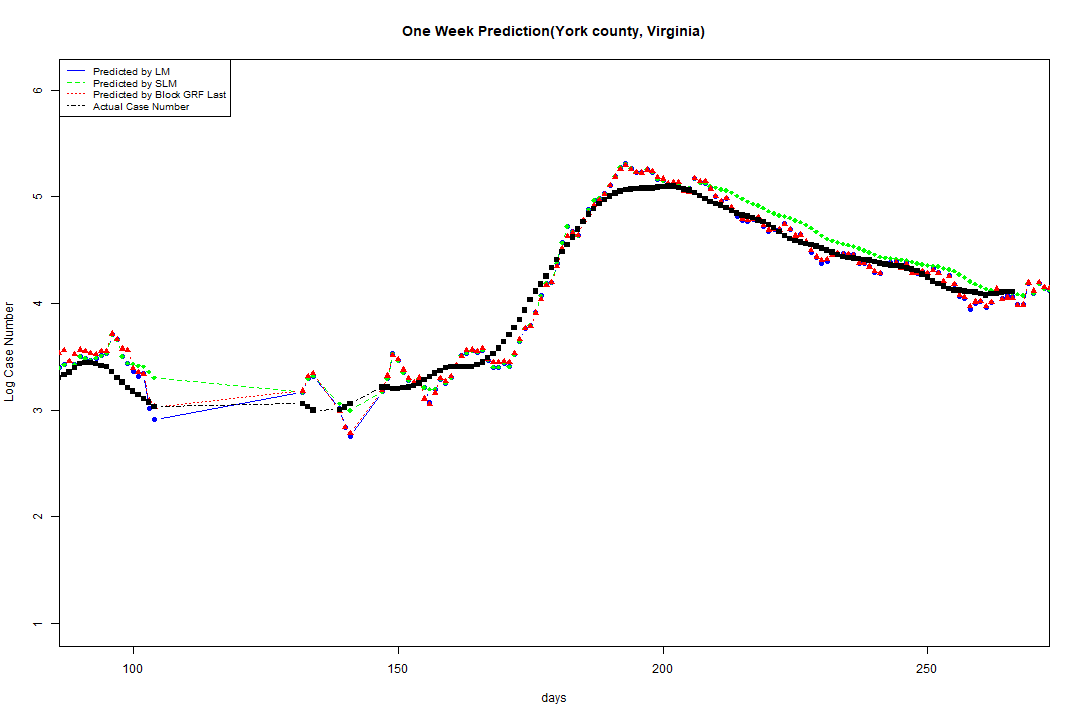 One Week Prediction(York county, Virginia)
Predicted by LM
Predicted by SLM
Predicted by Block GRF Last
Actual Case Number
Log Case Number
6
5
4
3
2
1
100 150 200 250
days